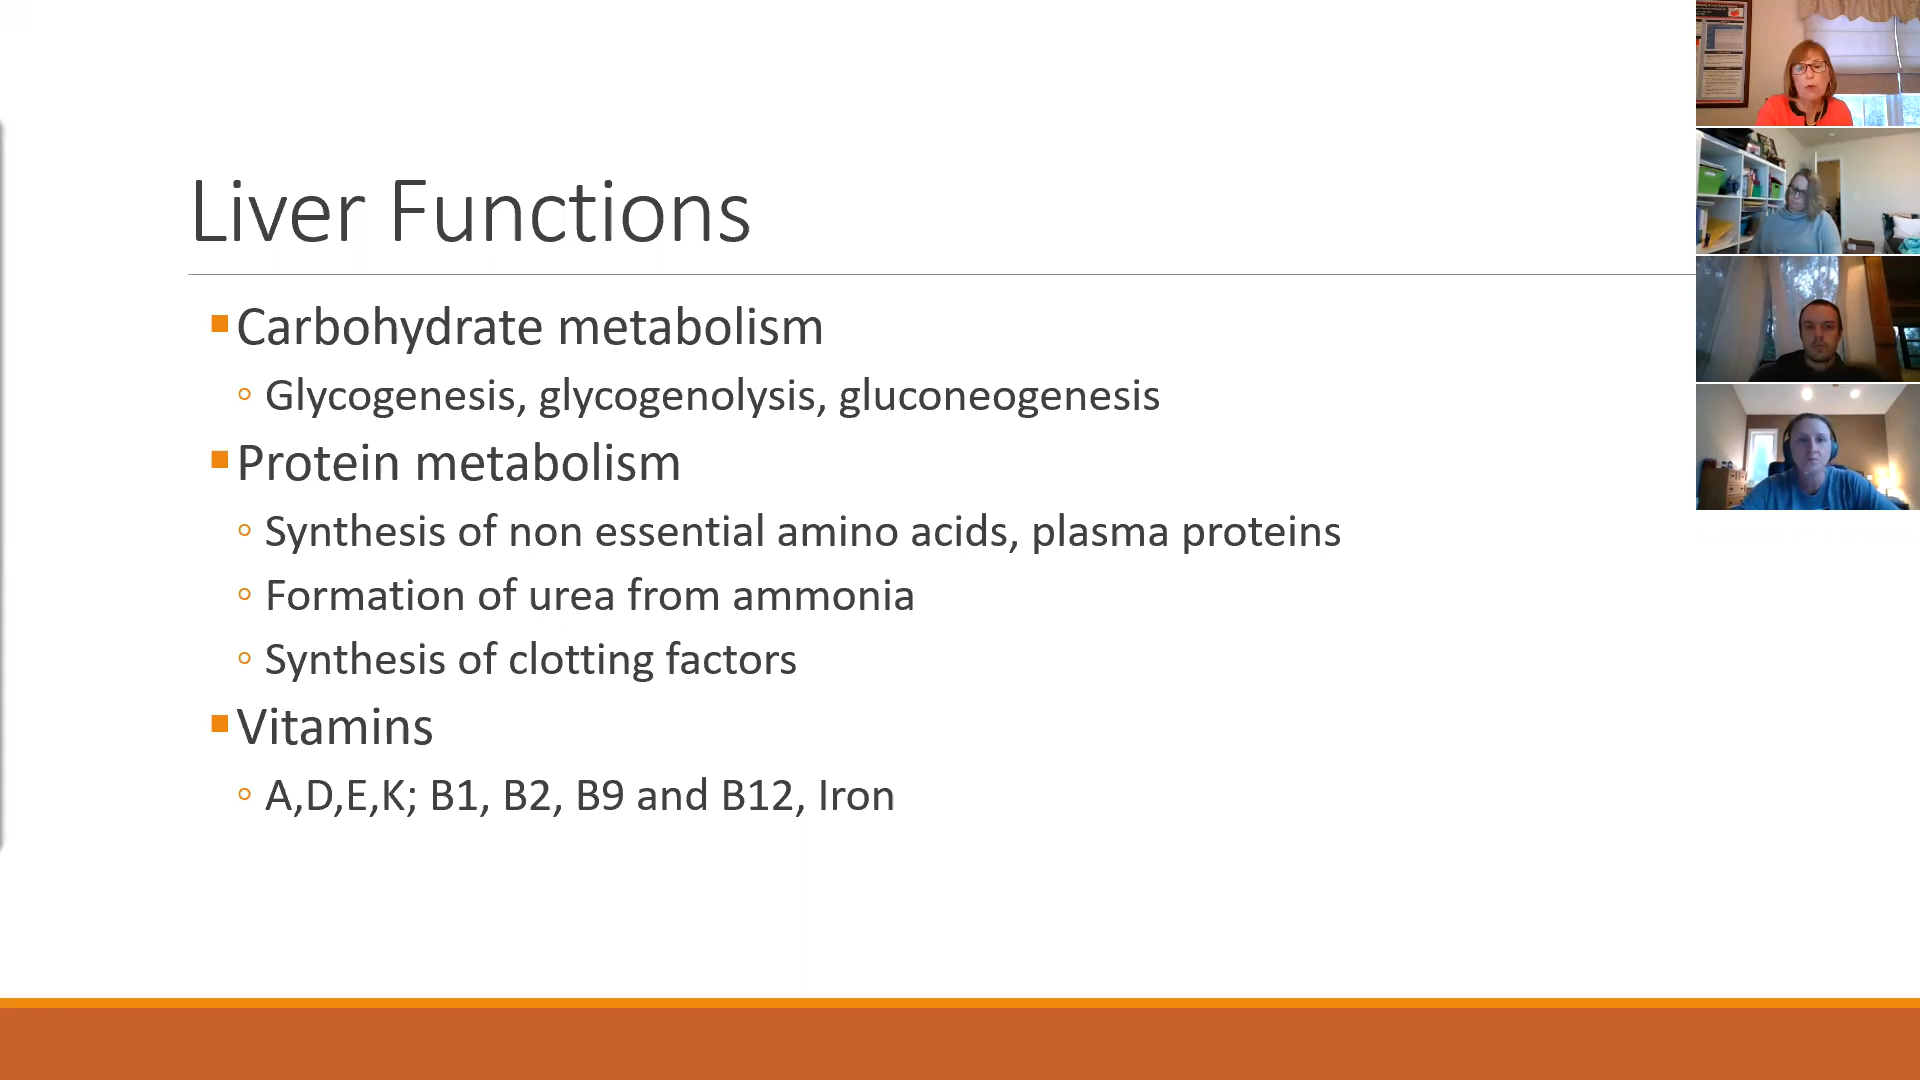 Liver Functions
Carbohydrate metabolism
Glycogenesis, glycogenolysis, gluconeogenesis
Protein metabolism
Synthesis of non essential amino acids, plasma proteins
Formation of urea from ammonia
Synthesis of clotting factors
Vitamins
A,D,E,K; B1, B2, B9 and B12, Iron